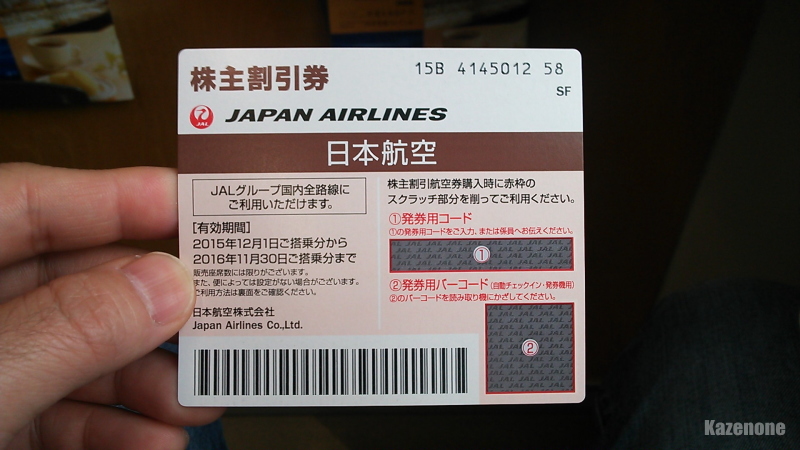 株主割引券
15B 4145012 58
SF
JAL
JAPAN AIRLINES
日本航空
JALグループ国内全路線に
ご利用いただけます。
[有効期間]
2015年12月1日ご搭乗分から
2016年11月30日ご搭乗分まで
販売座席数には限りがございます。
また、便によっては設定がない場合がございます。
ご利用方法は裏面をご確認ください。
日本航空株式会社
Japan Airlines Co.,Ltd.
株主割引航空券購入時に赤枠の
スクラッチ部分を削ってご利用ください。
①発券用コード
①の発券用コードをご入力、または係員へお伝えください。
①
②発券用バーコード(自動チェックイン・発券機用)
②のバーコードを読み取り機にかざしてください。
②
Kazenone